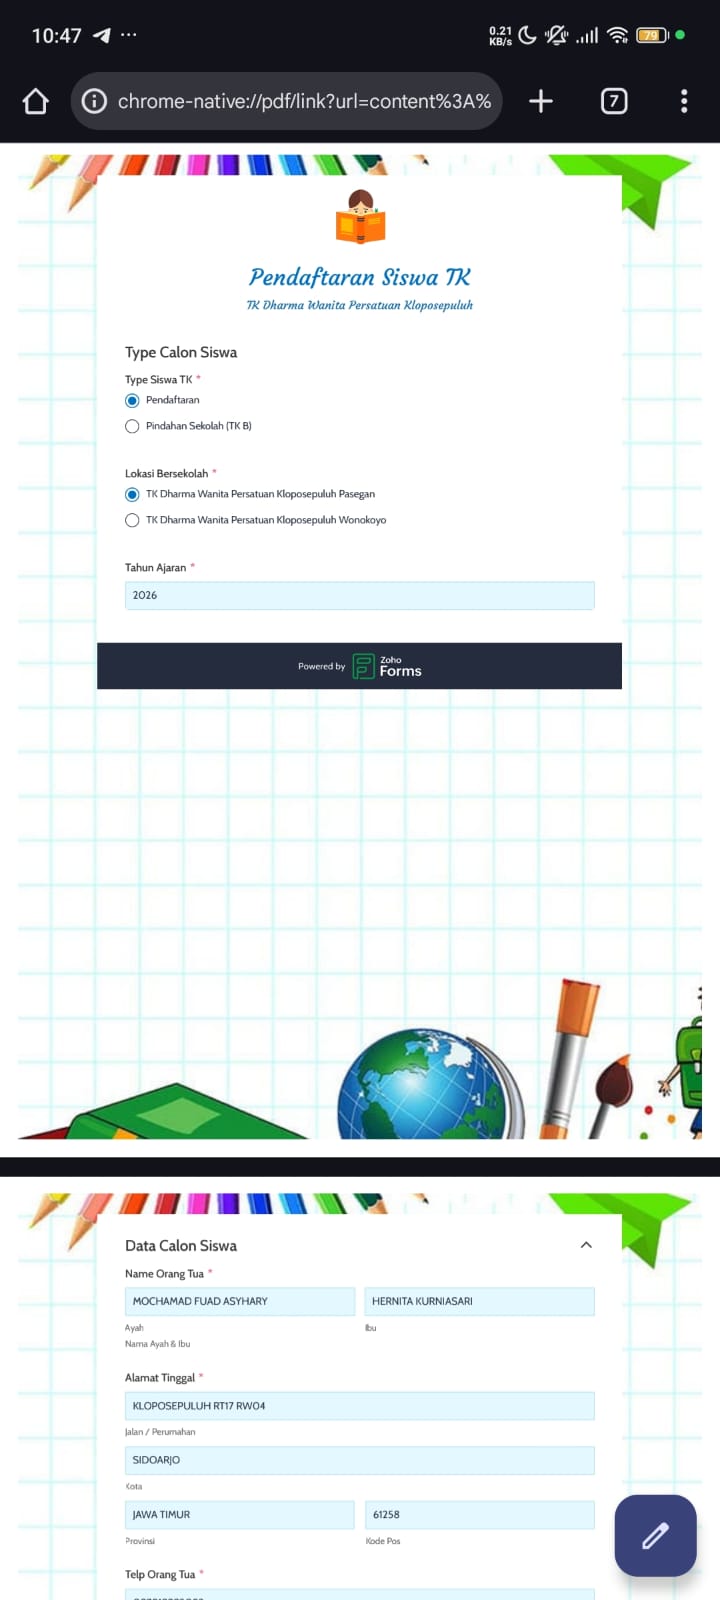 10:47
0.21
KB/s
79
chrome-native://pdf/link?url=content%3A%
7
Pendaftaran Siswa TK
TK Dharma Wanita Persatuan Kloposepuluh
Type Calon Siswa
Type Siswa TK *
Pendaftaran
Pindahan Sekolah (TK B)
Lokasi Bersekolah *
TK Dharma Wanita Persatuan Kloposepuluh Pasegan
TK Dharma Wanita Persatuan Kloposepuluh Wonokoyo
Tahun Ajaran *
2026
Powered by Zoho Forms
Data Calon Siswa
Name Orang Tua *
MOCHAMAD FUAD ASYHARY HERNITA KURNIASARI
Ayah Ibu
Nama Ayah & Ibu
Alamat Tinggal *
KLOPOSEPULUH RT17 RW04
Jalan / Perumahan
SIDOARJO
Kota
JAWA TIMUR 61258
Provinsi Kode Pos
Telp Orang Tua *